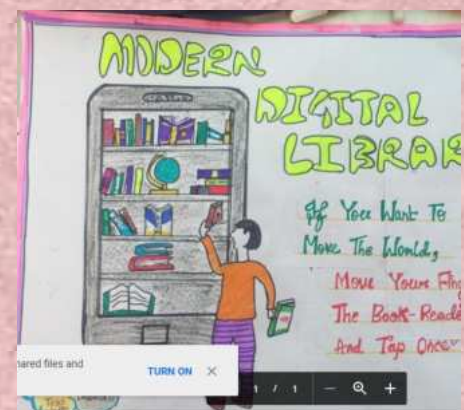 MODERN
DIGITAL
LIBRAR
If You Want To
Move The World,
Move Your
The Book-Reade
And Tap Once
hared files and
TURN ON
1 / 1